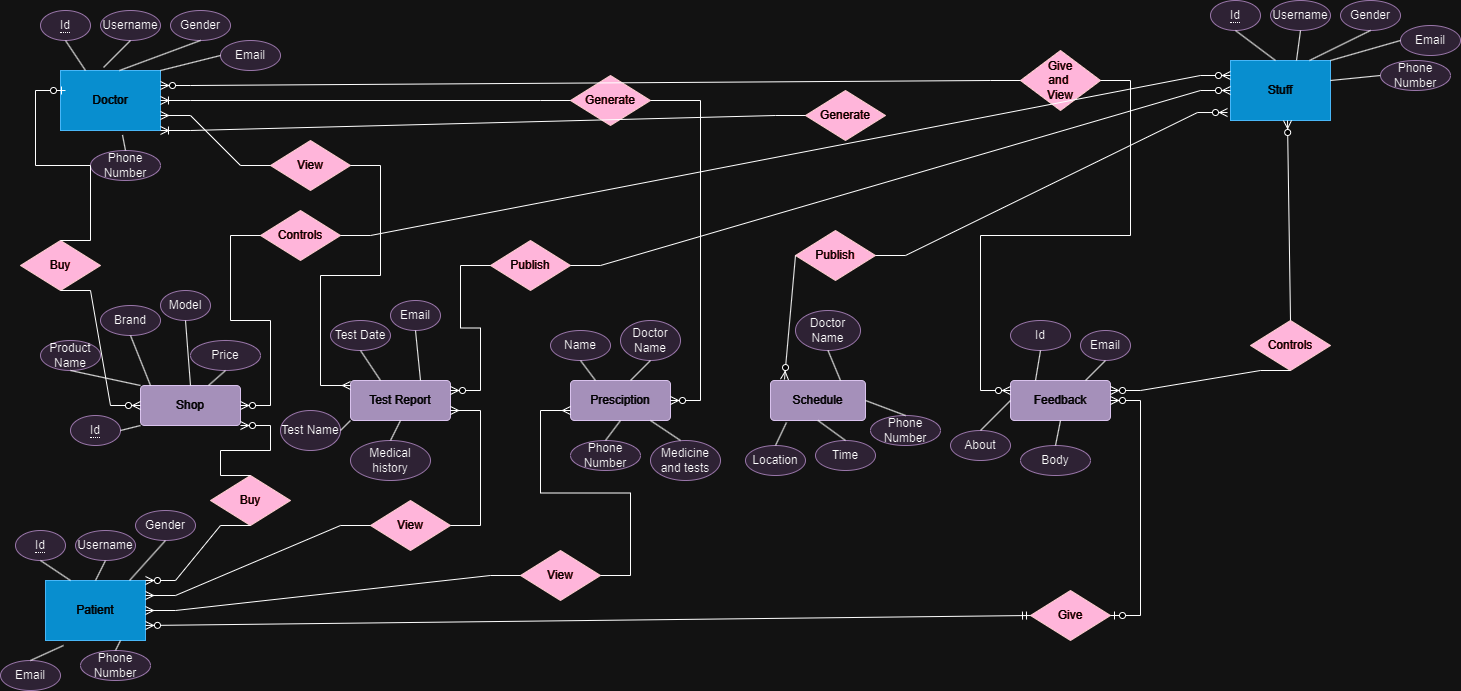 Id
Username
Gender
Email
Id
Username
Gender
Email
Phone
Number
Doctor
Give
and
View
Stuff
Generate
Generate
Phone
Number
View
Controls
Publish
Publish
Buy
Model
Brand
Product
Name
Price
Email
Test Date
Name
Doctor
Name
Doctor
Name
Id
Email
Controls
Shop
Test Report
Presciption
Schedule
Feedback
Id
Test Name
Medical
history
Phone
Number
Medicine
and tests
Location
Time
Phone
Number
About
Body
Buy
View
Id
Username
Gender
View
Patient
Give
Email
Phone
Number